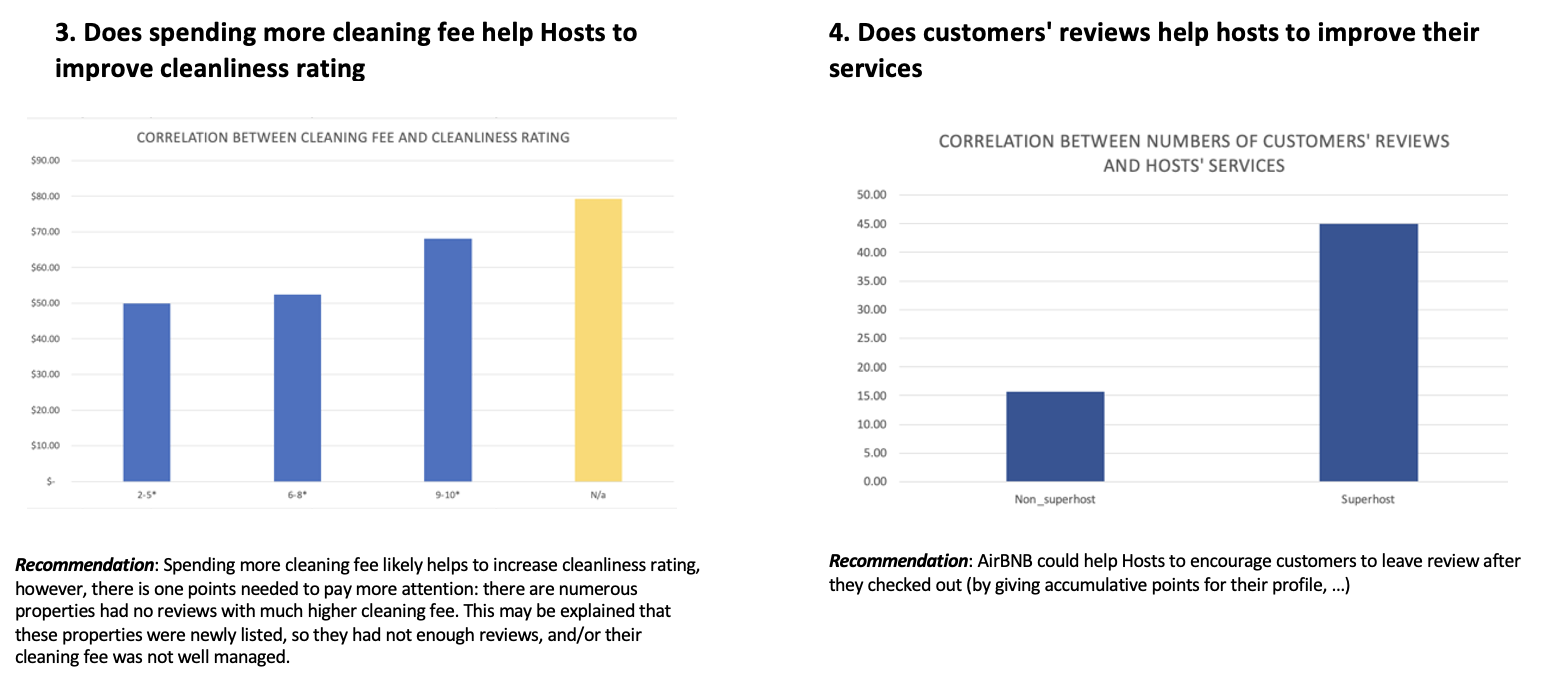 3. Does spending more cleaning fee help Hosts to
improve cleanliness rating
CORRELATION BETWEEN CLEANING FEE AND CLEANLINESS RATING
$90.00
$80.00
$70.00
$60.00
$50.00
$40.00
$30.00
$20.00
$10.00
$-
2-5*
6-8*
9-10*
N/a
Recommendation: Spending more cleaning fee likely helps to increase cleanliness rating,
however, there is one points needed to pay more attention: there are numerous
properties had no reviews with much higher cleaning fee. This may be explained that
these properties were newly listed, so they had not enough reviews, and/or their
cleaning fee was not well managed.
4. Does customers' reviews help hosts to improve their
services
CORRELATION BETWEEN NUMBERS OF CUSTOMERS' REVIEWS
AND HOSTS' SERVICES
50.00
45.00
40.00
35.00
30.00
25.00
20.00
15.00
10.00
5.00
0.00
Non_superhost
Superhost
Recommendation: AirBNB could help Hosts to encourage customers to leave review after
they checked out (by giving accumulative points for their profile, ...)